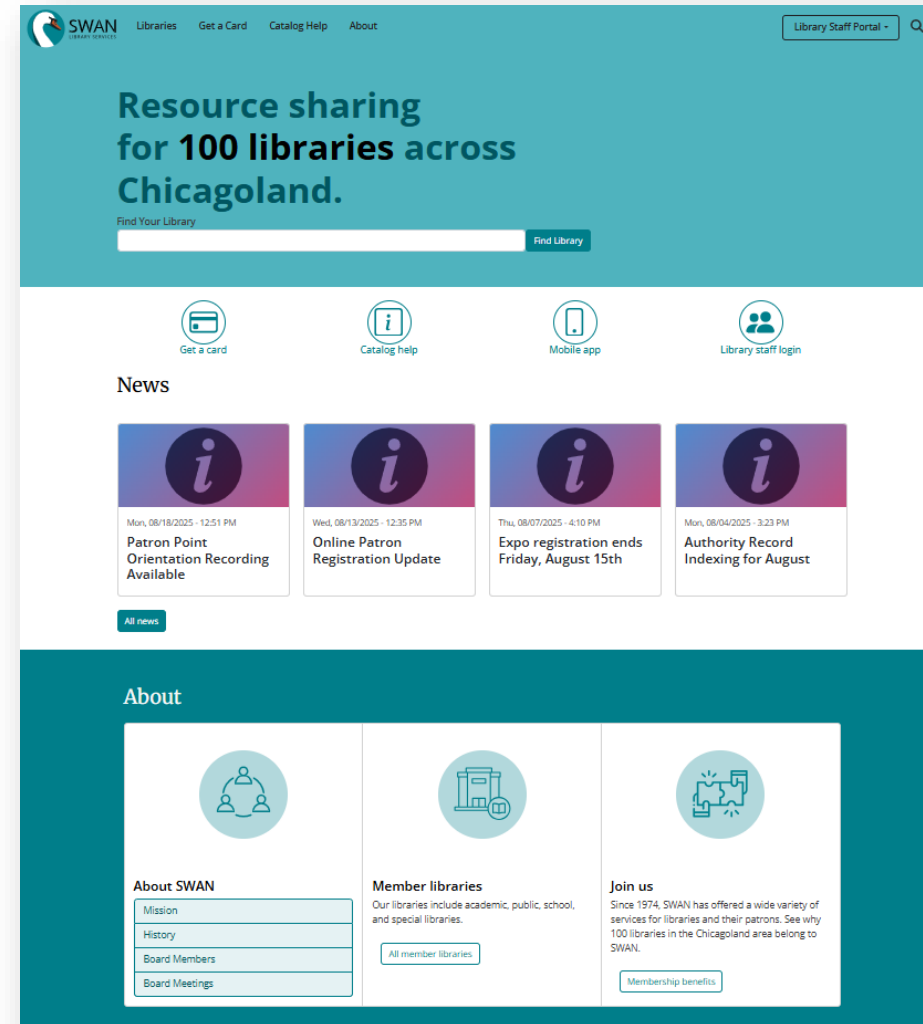 SWAN
LIBRARY SERVICES
Libraries
Get a Card
Catalog Help
About
Library Staff Portal
Resource sharing
for 100 libraries across
Chicagoland.
Find Your Library
Find Library
Get a card
Catalog help
Mobile app
Library staff login
News
Mon, 08/18/2025 - 12:51 PM
Patron Point
Orientation Recording
Available
Wed, 08/13/2025 - 12:35 PM
Online Patron
Registration Update
Thu, 08/07/2025 - 4:10 PM
Expo registration ends
Friday, August 15th
Mon, 08/04/2025 - 3:23 PM
Authority Record
Indexing for August
All news
About
About SWAN
Mission
History
Board Members
Board Meetings
Member libraries
Our libraries include academic, public, school,
and special libraries.
All member libraries
Join us
Since 1974, SWAN has offered a wide variety of
services for libraries and their patrons. See why
100 libraries in the Chicagoland area belong to
SWAN.
Membership benefits